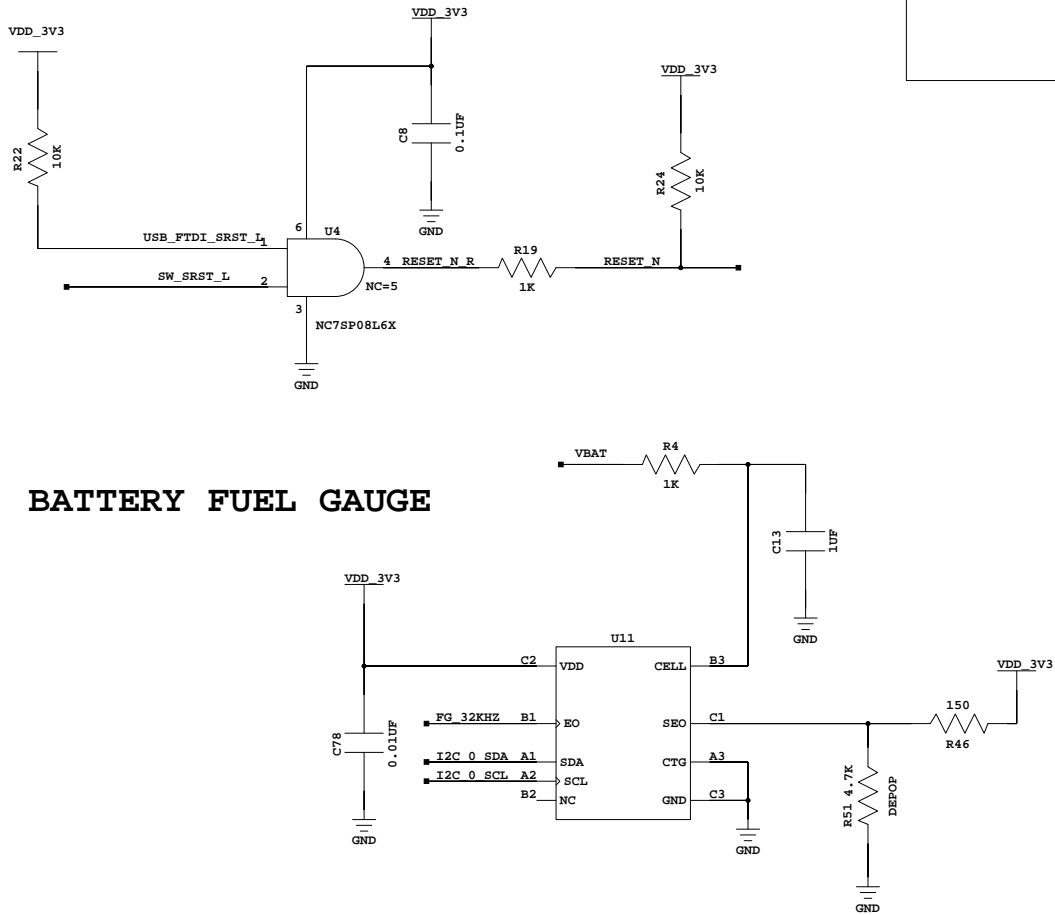 VDD_3V3
VDD_3V3
VDD_3V3
R22
10K
C8
0.1UF
R24
10K
GND
6
U4
USB_FTDI_SRST_L
1
R19
4
RESET_N_R
RESET_N
SW_SRST_L
2
NC=5
1K
3
NC7SP08L6X
GND
VBAT
R4
1K
BATTERY FUEL GAUGE
C13
1UF
VDD_3V3
GND
U11
C2
VDD
CELL
B3
VDD_3V3
FG_32KHZ
B1
EO
SEO
C1
150
R46
C78
0.01UF
I2C_0_SDA
A1
SDA
CTG
A3
I2C_0_SCL
A2
SCL
B2
NC
GND
C3
R51 4.7K
DEPOP
GND
GND
GND